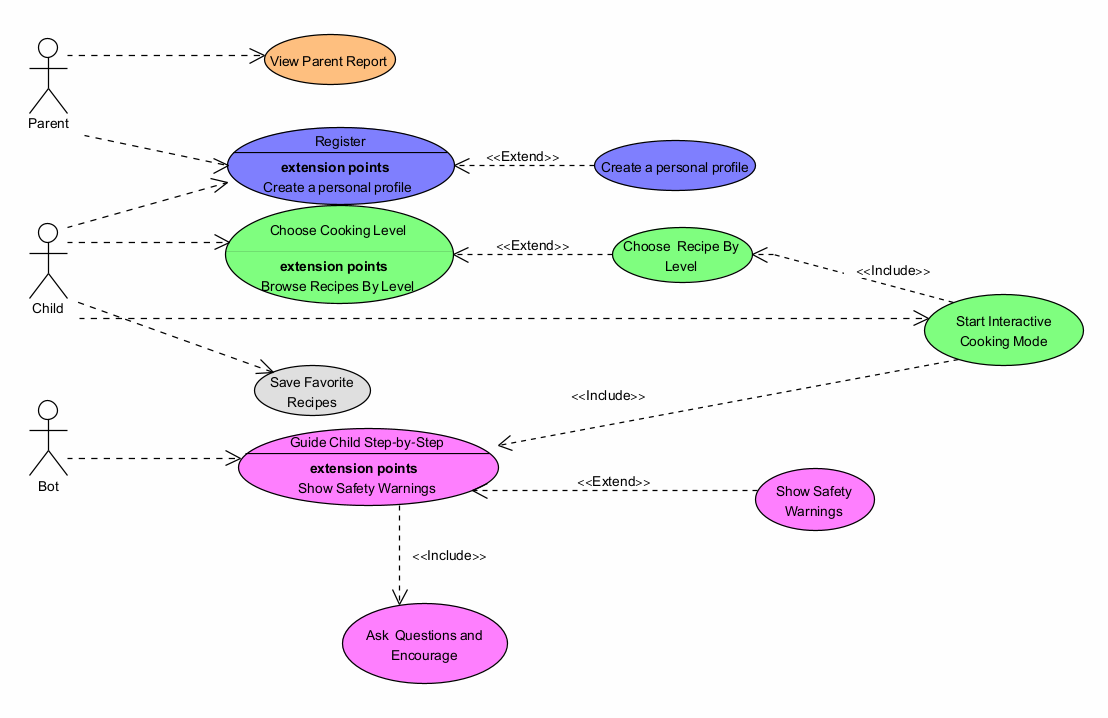 View Parent Report
Parent
Register
extension points
Create a personal profile
<<Extend>>
Create a personal profile
Choose Cooking Level
extension points
Browse Recipes By Level
<<Extend>>
Choose Recipe By
Level
<<Include>>
Child
Start Interactive
Cooking Mode
Save Favorite
Recipes
<<Include>>
Guide Child Step-by-Step
extension points
Show Safety Warnings
Bot
<<Extend>>
Show Safety
Warnings
<<Include>>
Ask Questions and
Encourage